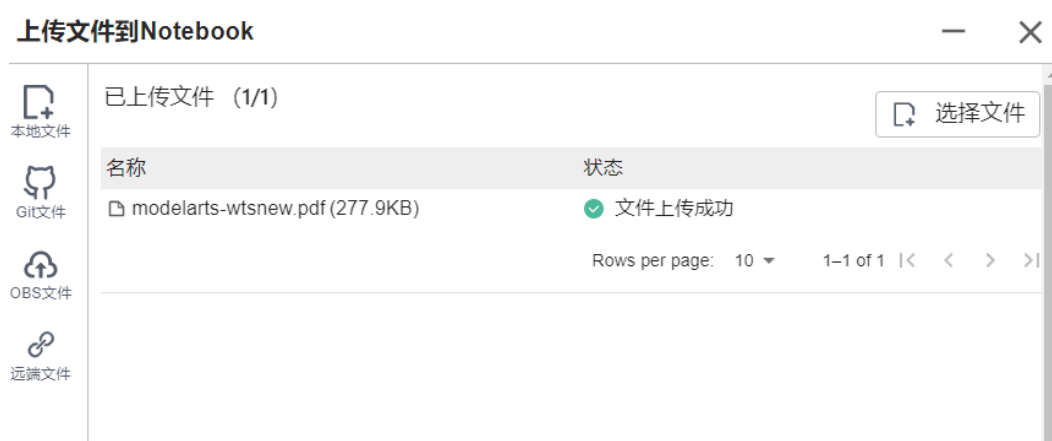 上传文件到Notebook
本地文件
Git文件
OBS文件
远端文件
已上传文件 (1/1)
选择文件
名称 状态
modelarts-wtsnew.pdf (277.9KB) 文件上传成功
Rows per page: 10 1–1 of 1